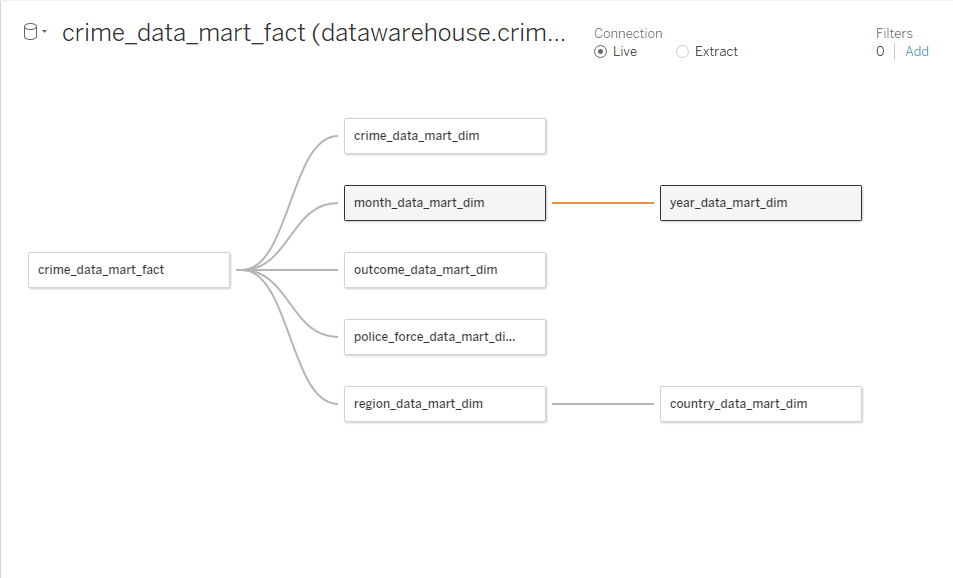 crime_data_mart_fact (datawarehouse.crim...
Connection
Live
Extract
Filters
0
Add
crime_data_mart_dim
month_data_mart_dim
year_data_mart_dim
crime_data_mart_fact
outcome_data_mart_dim
police_force_data_mart_di...
region_data_mart_dim
country_data_mart_dim